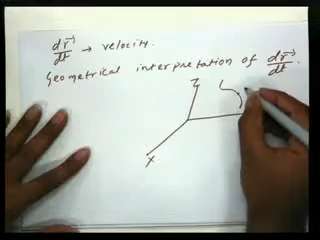 dr→/dt → velocity.
Geometrical interpretation of dr→/dt.
Z
X